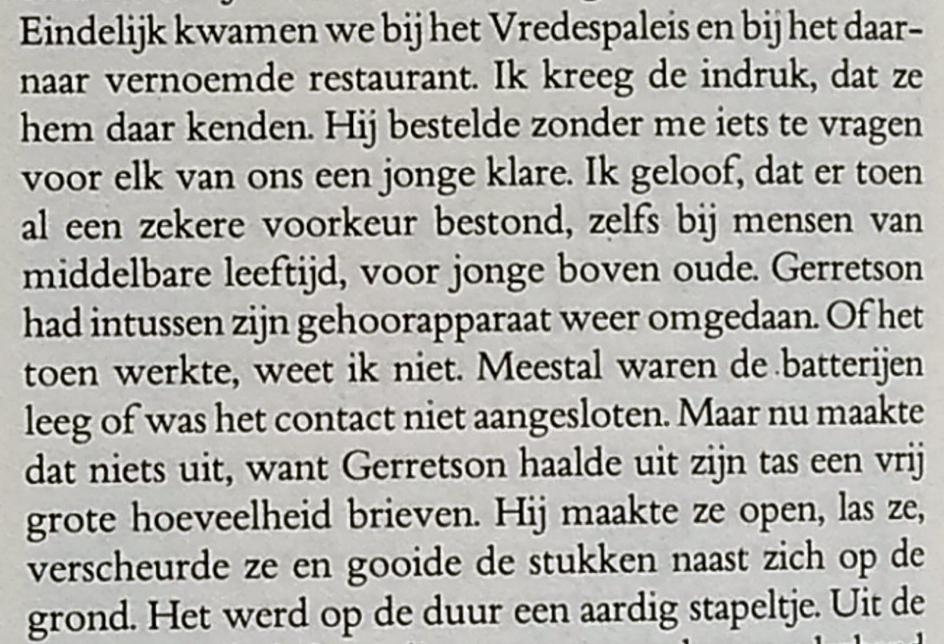 Eindelijk kwamen we bij het Vredespaleis en bij het daar-
naar vernoemde restaurant. Ik kreeg de indruk, dat ze
hem daar kenden. Hij bestelde zonder me iets te vragen
voor elk van ons een jonge klare. Ik geloof, dat er toen
al een zekere voorkeur bestond, zelfs bij mensen van
middelbare leeftijd, voor jonge boven oude. Gerretson
had intussen zijn gehoorapparaat weer omgedaan. Of het
toen werkte, weet ik niet. Meestal waren de batterijen
leeg of was het contact niet aangesloten. Maar nu maakte
dat niets uit, want Gerretson haalde uit zijn tas een vrij
grote hoeveelheid brieven. Hij maakte ze open, las ze,
verscheurde ze en gooide de stukken naast zich op de
grond. Het werd op de duur een aardig stapeltje. Uit de